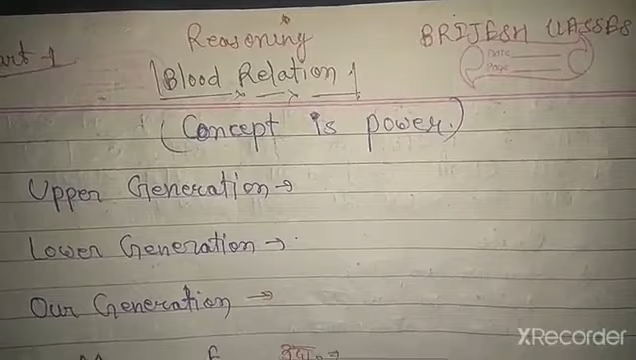 Part 1
Reasoning
BRIJESH CLASSES
Date
Page
Blood Relation
(Concept is power.)
Upper Generation →
Lower Generation →
Our Generation →
XRecorder